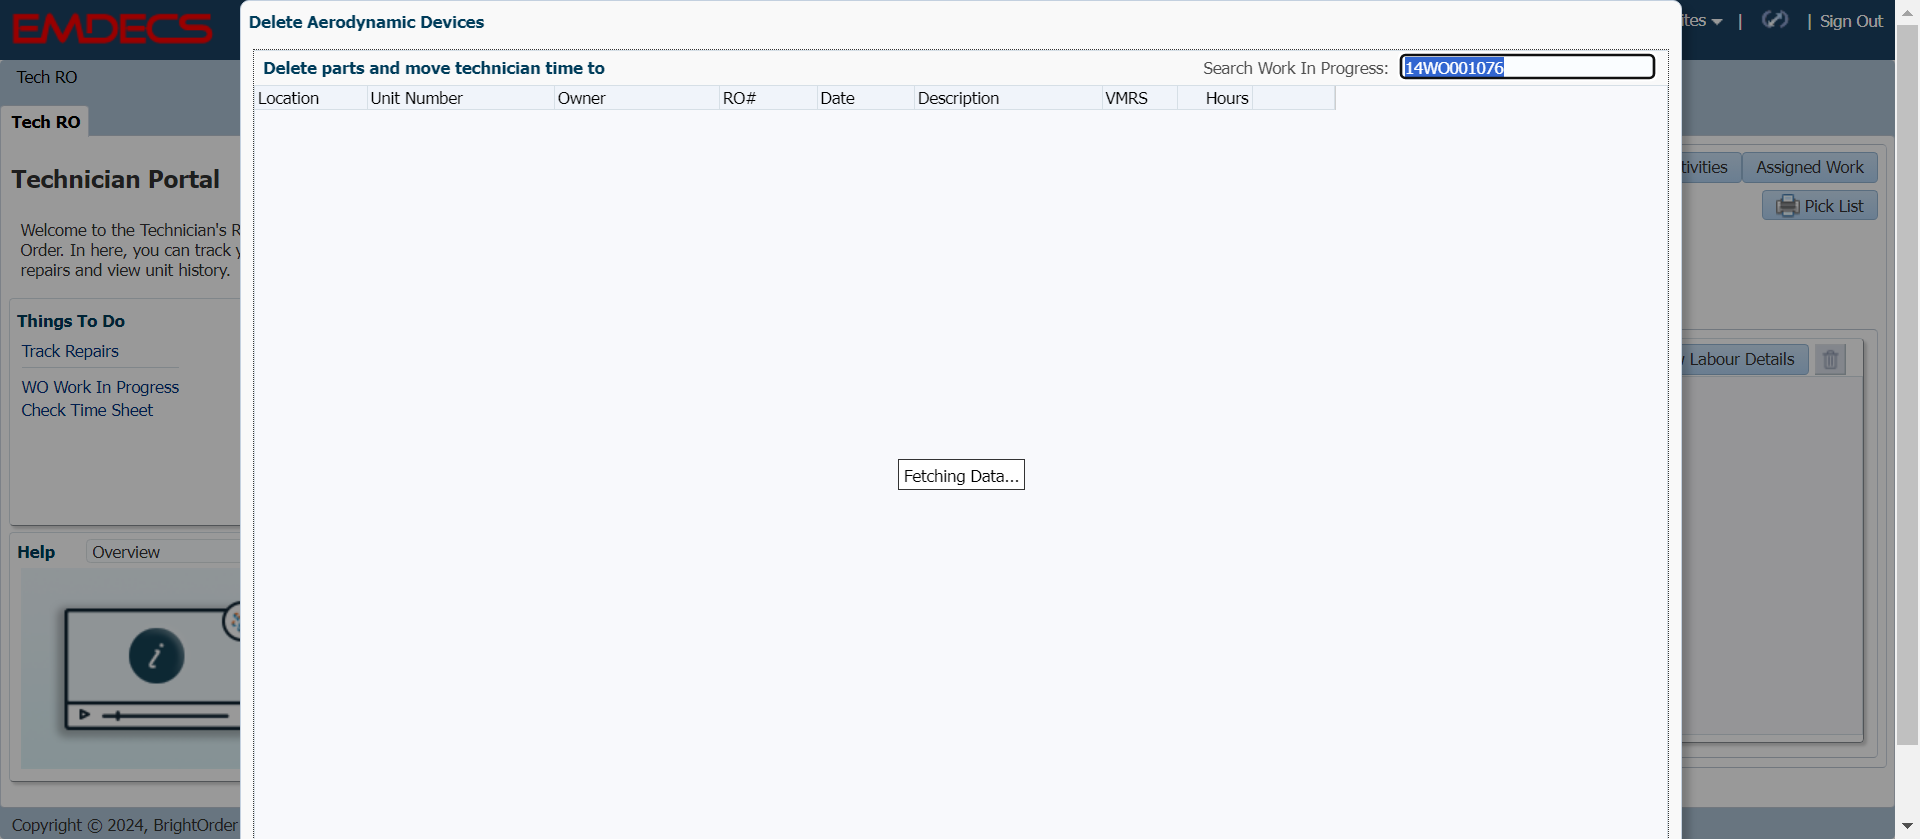 EMDECS
Sign Out
Tech RO
Tech RO
Technician Portal
Welcome to the Technician's
Order. In here, you can track
repairs and view unit history.
Things To Do
Track Repairs
WO Work In Progress
Check Time Sheet
Help
Overview
Copyright © 2024, BrightOrder
Delete Aerodynamic Devices
Delete parts and move technician time to
Search Work In Progress: 14WO001076
Location Unit Number Owner RO# Date Description VMRS Hours
Fetching Data...
Assigned Work
Pick List
Labour Details